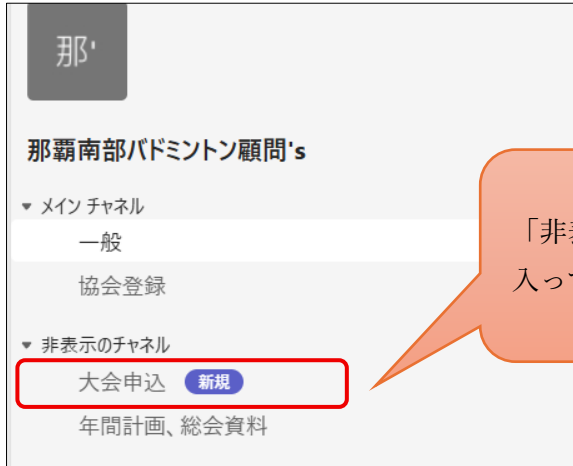 那'
那覇南部バドミントン顧問's
メイン チャネル
一般
協会登録
非表示のチャネル
大会申込 新規
年間計画、総会資料
「非
入って